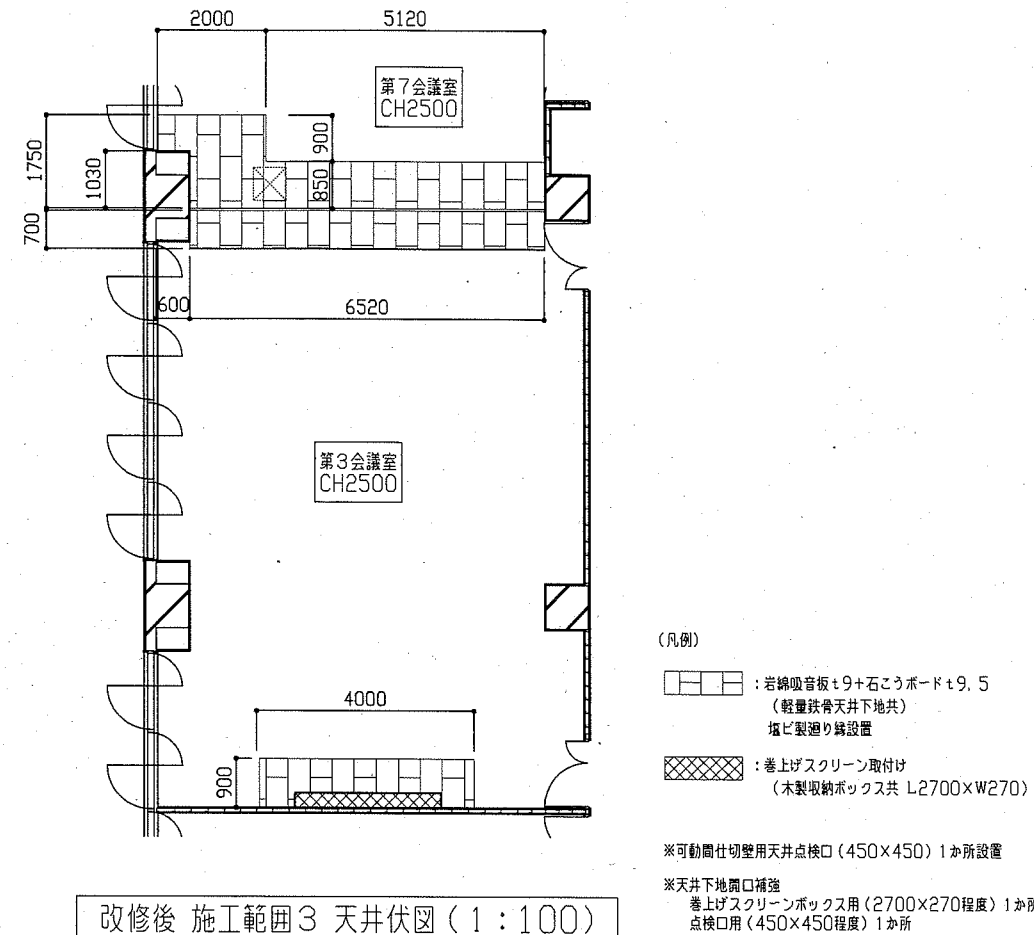 2000
5120
第7会議室
CH2500
1750
1030
900
850
700
600
6520
第3会議室
CH2500
4000
900
(凡例)
:岩綿吸音板t9+石こうボードt9.5
(軽量鉄骨天井下地共)
塩ビ製廻り縁設置
:巻上げスクリーン取付け
(木製収納ボックス共 L2700×W270)
※可動間仕切壁用天井点検口(450×450)1か所設置
※天井下地開口補強
巻上げスクリーンボックス用(2700×270程度)1か所
点検口用(450×450程度)1か所
改修後 施工範囲3 天井伏図(1:100)